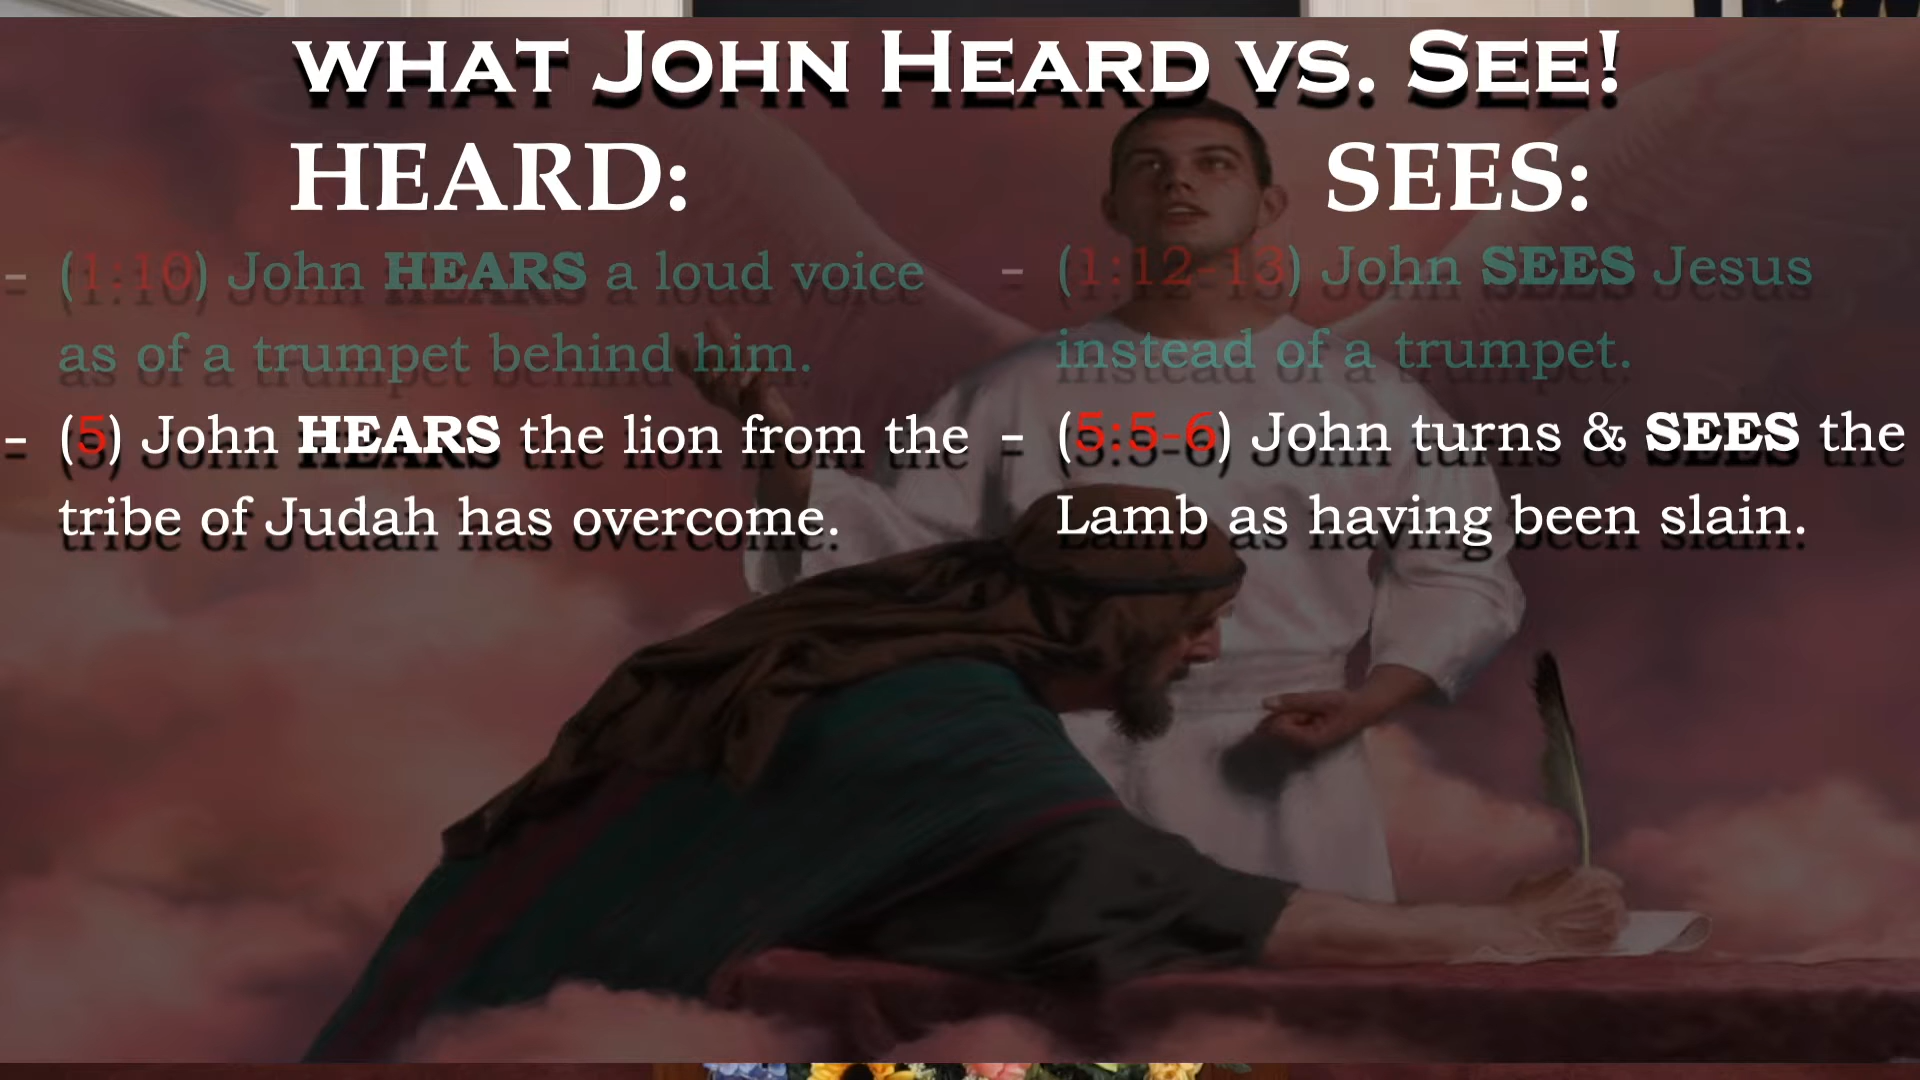 WHAT JOHN HEARD VS. SEE!
HEARD:
- (1:10) John HEARS a loud voice
as of a trumpet behind him.
- (5) John HEARS the lion from the
tribe of Judah has overcome.
SEES:
- (1:12-13) John SEES Jesus
instead of a trumpet.
- (5:5-6) John turns & SEES the
Lamb as having been slain.